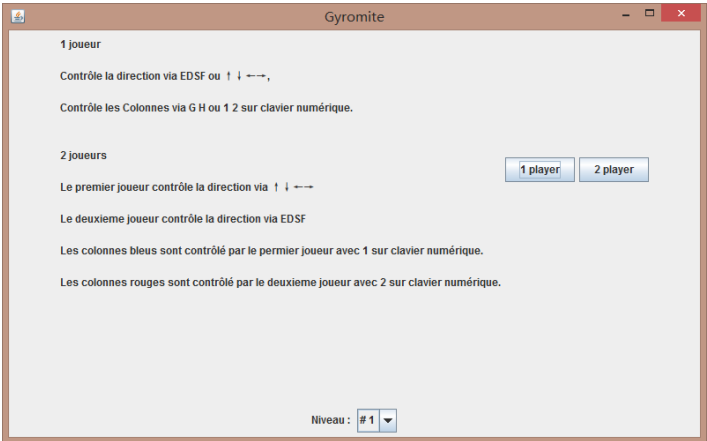 Gyromite
1 joueur
Contrôle la direction via EDSF ou ↑ ↓ ←→,
Contrôle les Colonnes via G H ou 1 2 sur clavier numérique.
2 joueurs
1 player
2 player
Le premier joueur contrôle la direction via ↑ ↓ ←→
Le deuxieme joueur contrôle la direction via EDSF
Les colonnes bleus sont contrôlé par le permier joueur avec 1 sur clavier numérique.
Les colonnes rouges sont contrôlé par le deuxieme joueur avec 2 sur clavier numérique.
Niveau : # 1